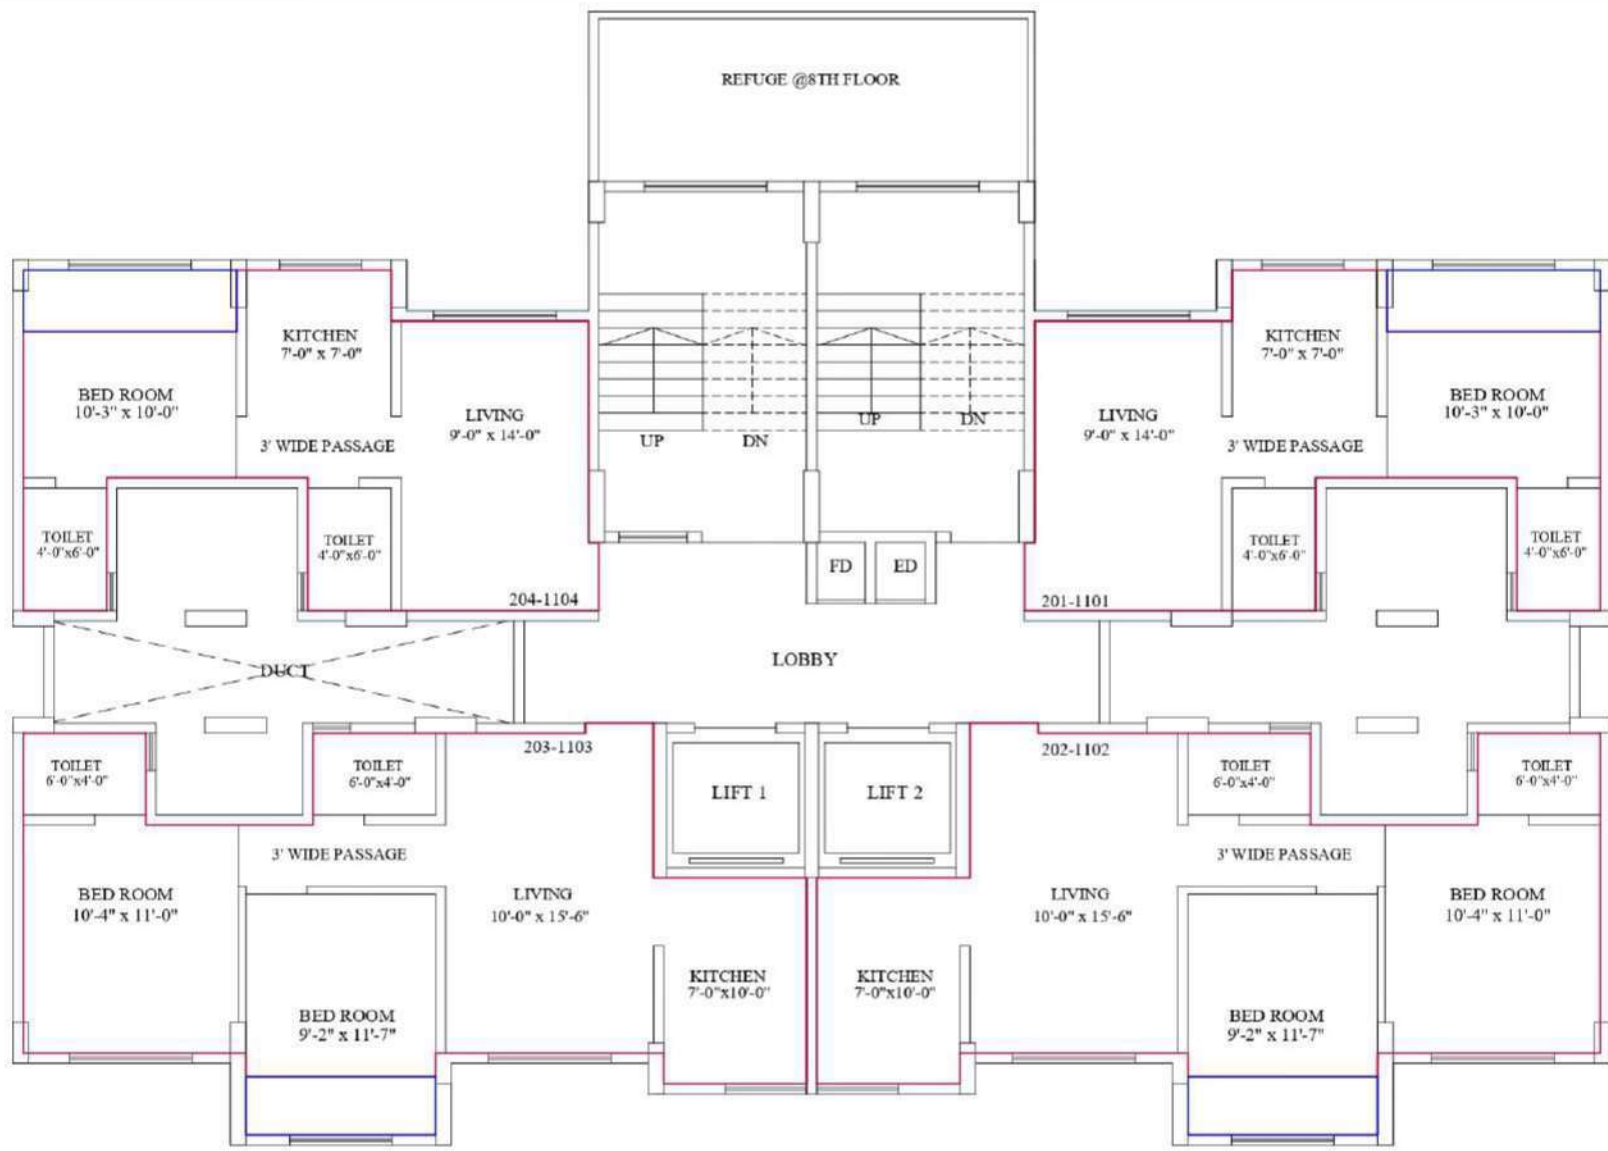 REFUGE @8TH FLOOR
KITCHEN
7'-0" x 7'-0"
BED ROOM
10'-3" x 10'-0"
LIVING
9'-0" x 14'-0"
3' WIDE PASSAGE
TOILET
4'-0"x6'-0"
TOILET
4'-0"x6'-0"
204-1104
UP
DN
UP
DN
FD
ED
KITCHEN
7'-0" x 7'-0"
BED ROOM
10'-3" x 10'-0"
LIVING
9'-0" x 14'-0"
3' WIDE PASSAGE
TOILET
4'-0"x6'-0"
TOILET
4'-0"x6'-0"
201-1101
DUCT
LOBBY
203-1103
TOILET
6'-0"x4'-0"
TOILET
6'-0"x4'-0"
3' WIDE PASSAGE
BED ROOM
10'-4" x 11'-0"
LIVING
10'-0" x 15'-6"
BED ROOM
9'-2" x 11'-7"
KITCHEN
7'-0"x10'-0"
LIFT 1
LIFT 2
202-1102
TOILET
6'-0"x4'-0"
TOILET
6'-0"x4'-0"
3' WIDE PASSAGE
LIVING
10'-0" x 15'-6"
BED ROOM
10'-4" x 11'-0"
KITCHEN
7'-0"x10'-0"
BED ROOM
9'-2" x 11'-7"